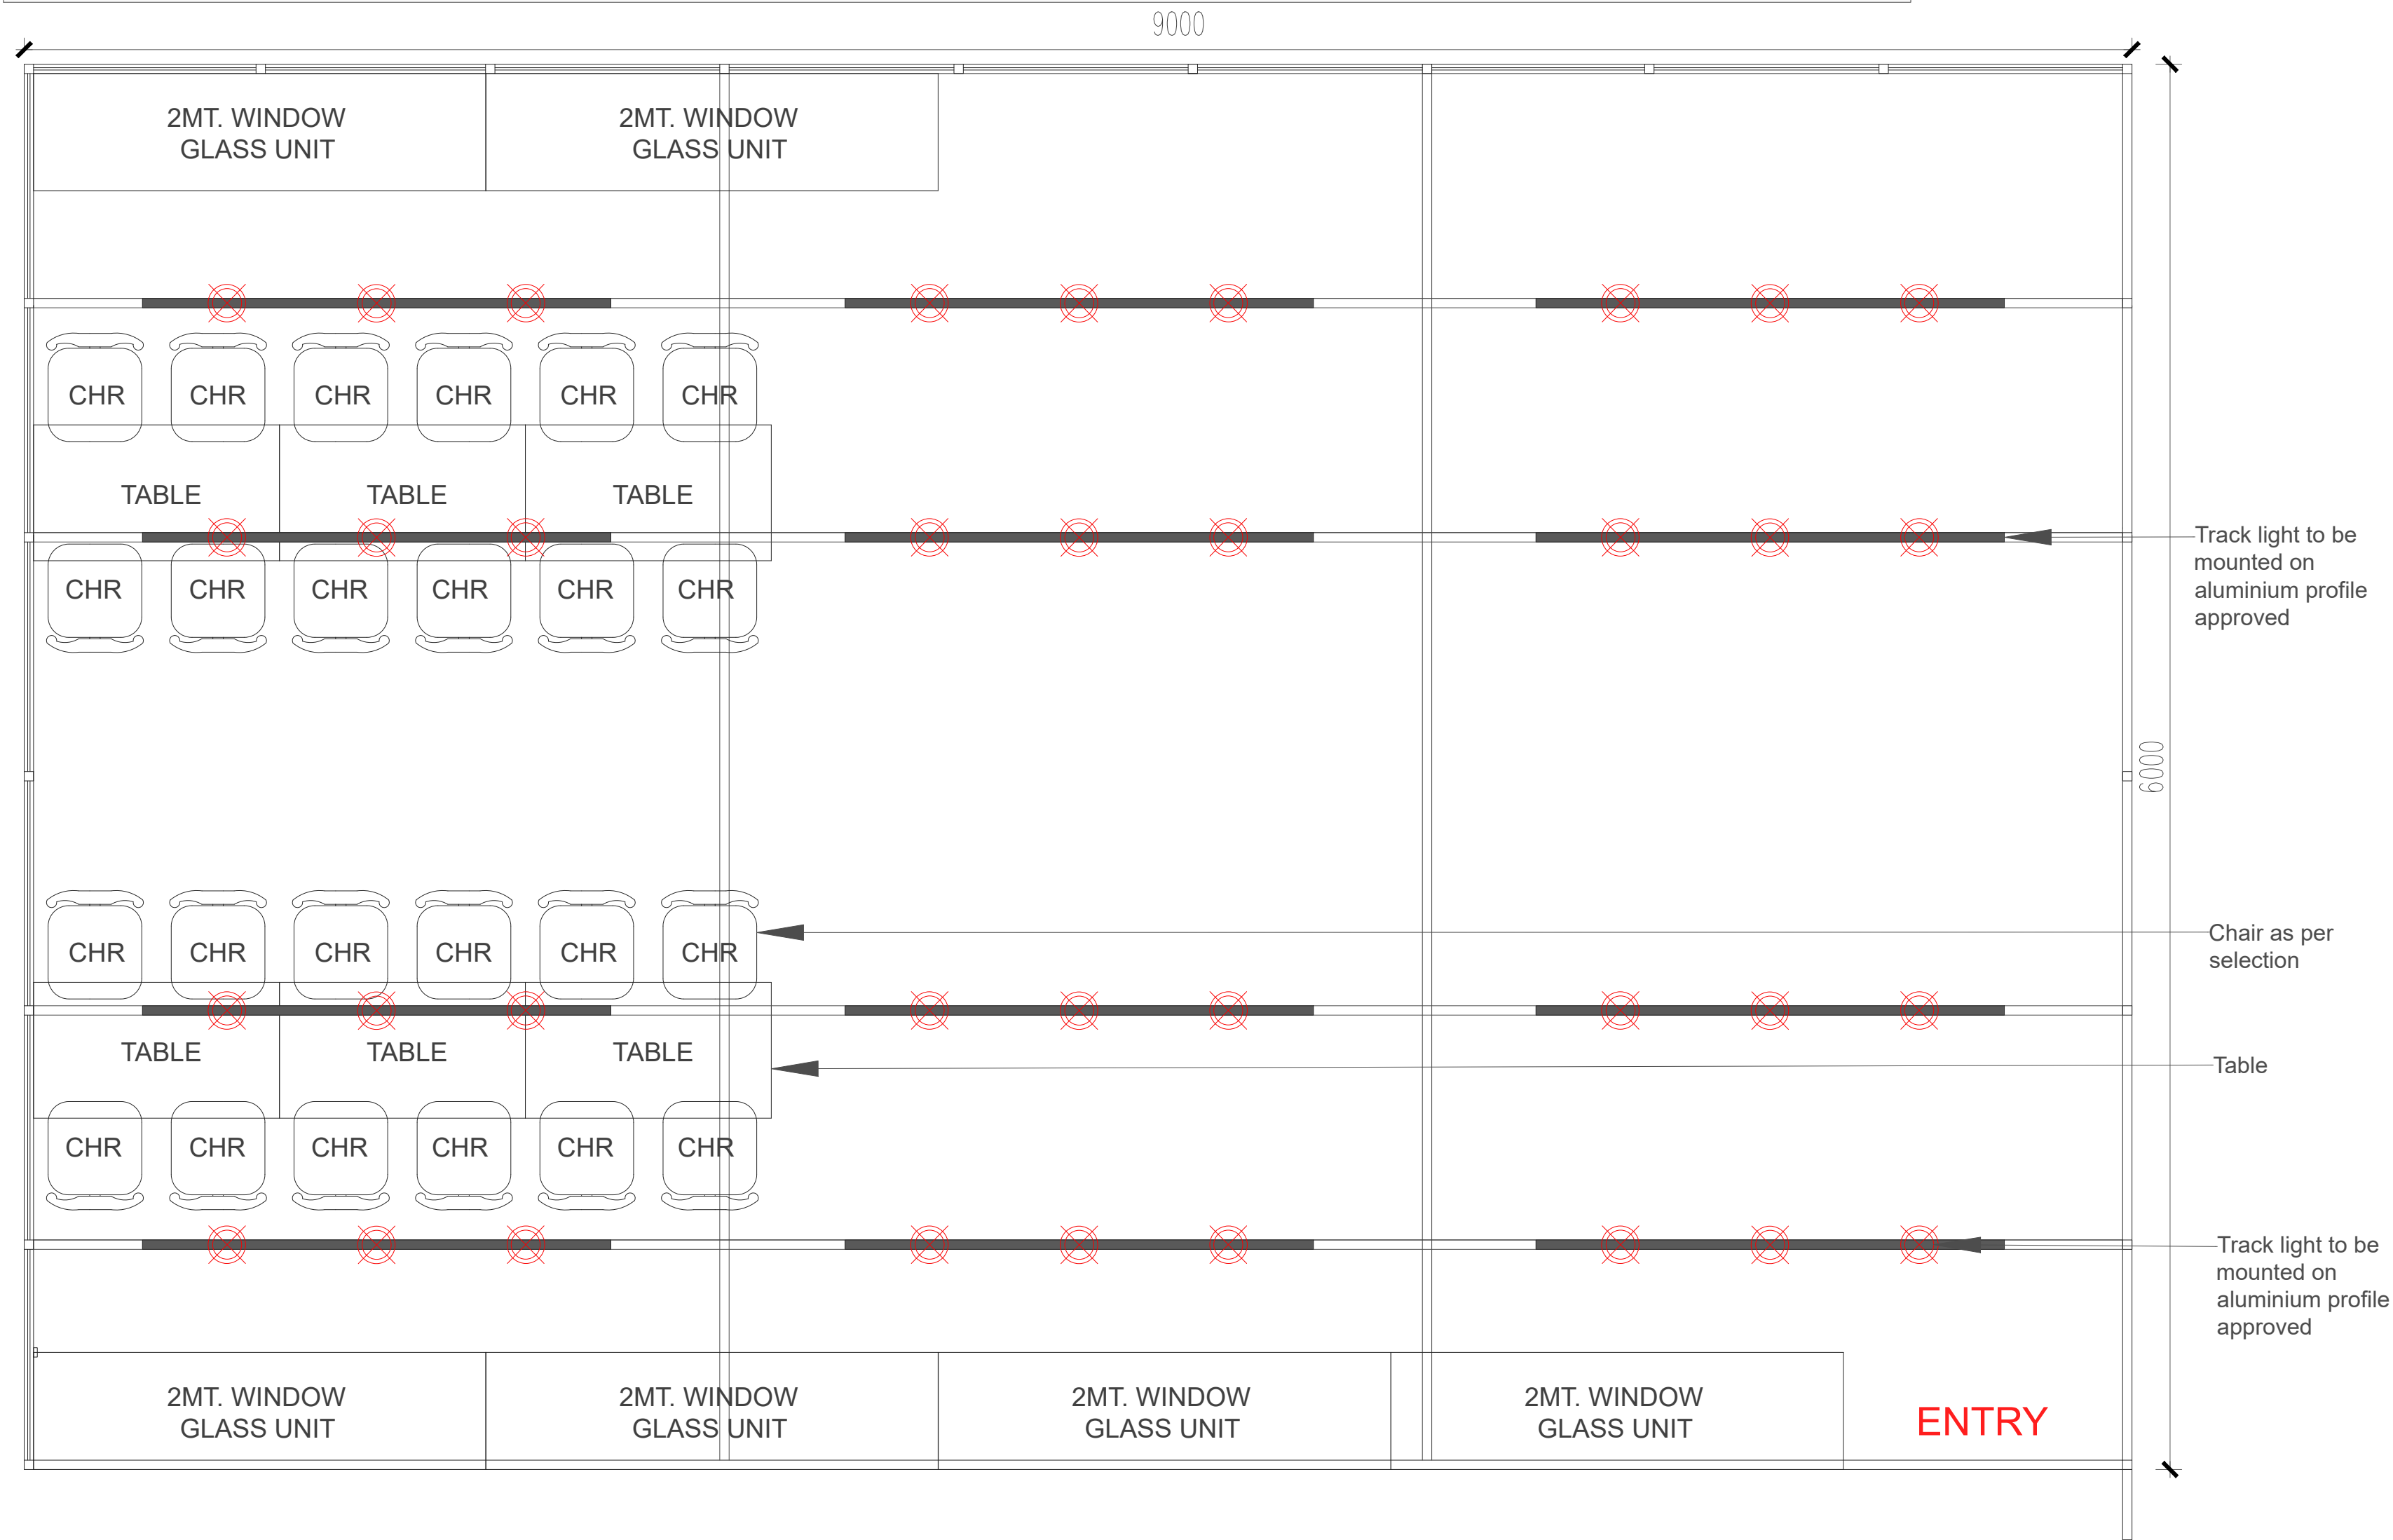 9000
2MT. WINDOW
GLASS UNIT
2MT. WINDOW
GLASS UNIT
CHR CHR CHR CHR CHR CHR
TABLE TABLE TABLE
Track light to be
mounted on
aluminium profile
approved
CHR CHR CHR CHR CHR CHR
6000
Chair as per
selection
CHR CHR CHR CHR CHR CHR
TABLE TABLE TABLE
Table
CHR CHR CHR CHR CHR CHR
Track light to be
mounted on
aluminium profile
approved
2MT. WINDOW
GLASS UNIT
2MT. WINDOW
GLASS UNIT
2MT. WINDOW
GLASS UNIT
2MT. WINDOW
GLASS UNIT
ENTRY